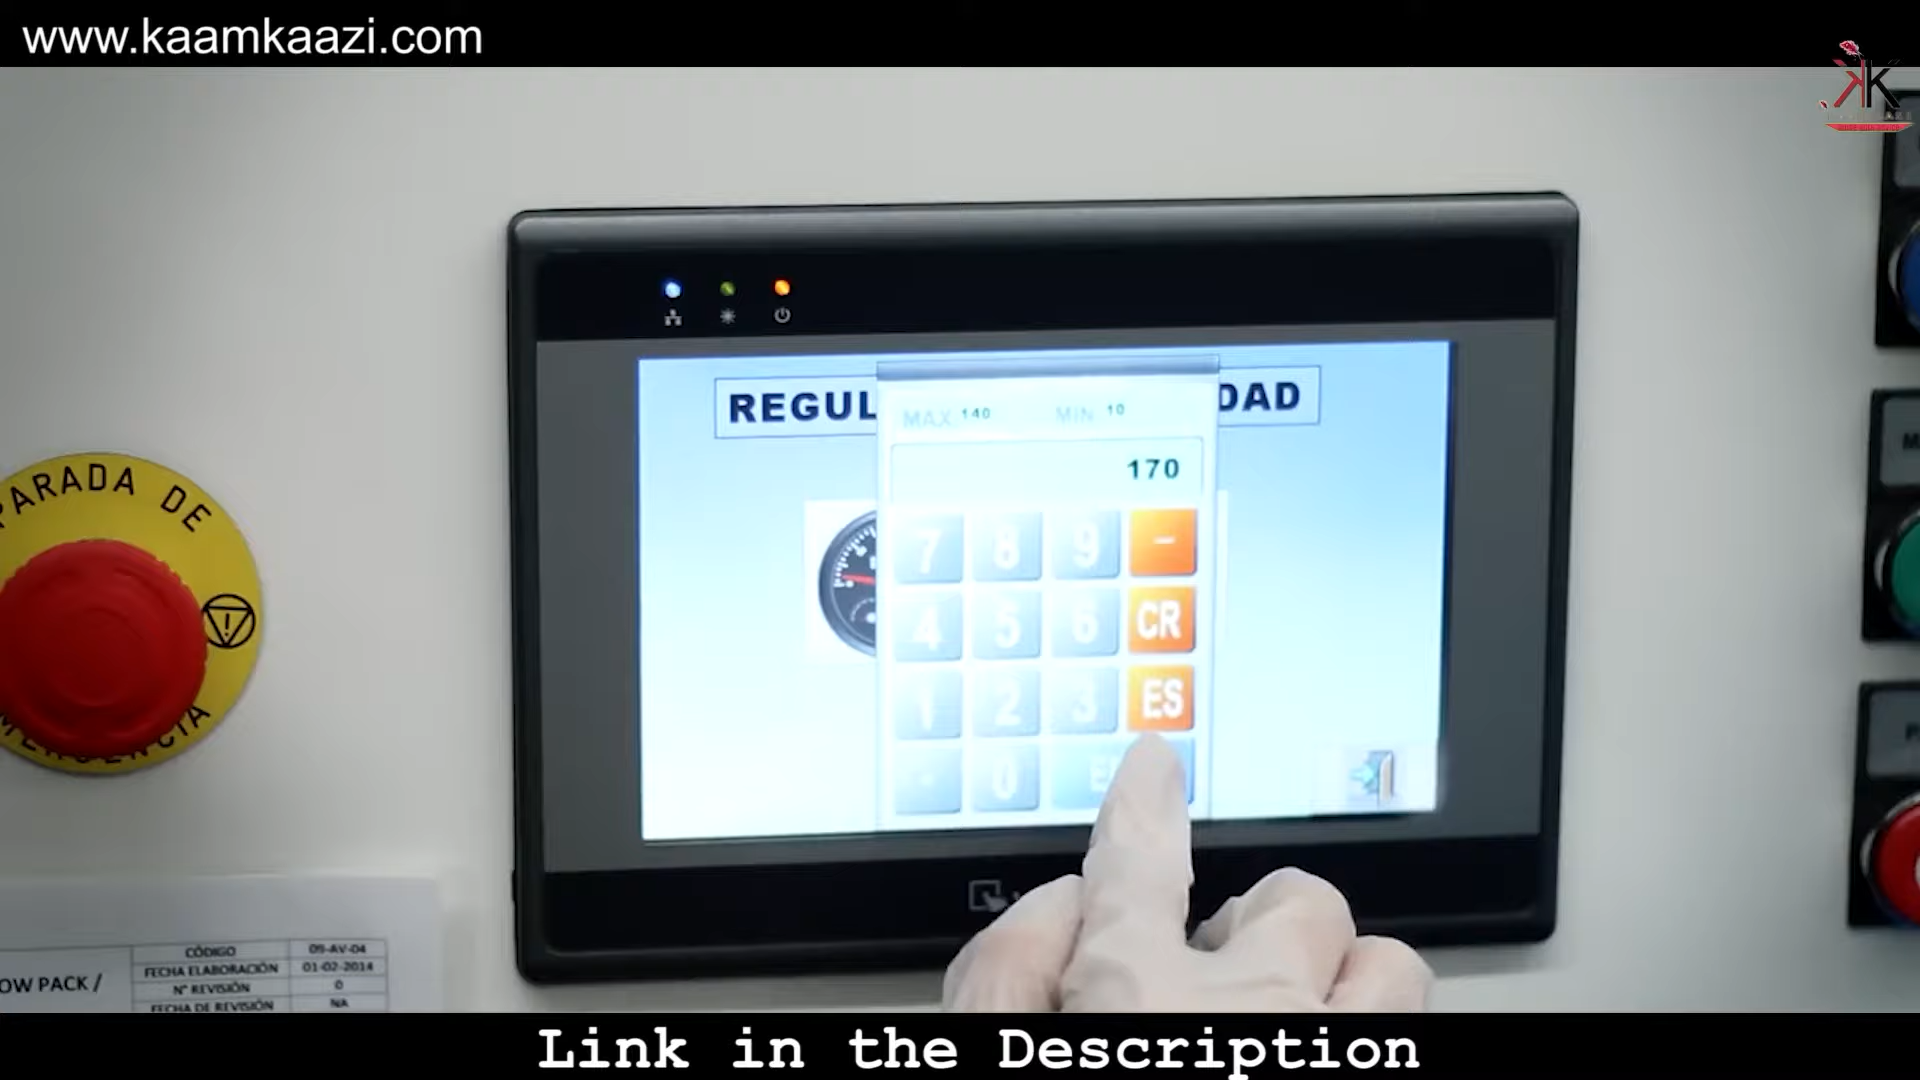 www.kaamkaazi.com
KK
REGUL
DAD
MAX 140 MIN 10
170
7 8 9 -
4 5 6 CR
1 2 3 ES
0
PARADA DE
EMERGENCIA
CÓDIGO 09-AV-04
FECHA ELABORACIÓN 01-02-2014
OW PACK / N° REVISIÓN 0
FECHA DE REVISIÓN NA
Link in the Description